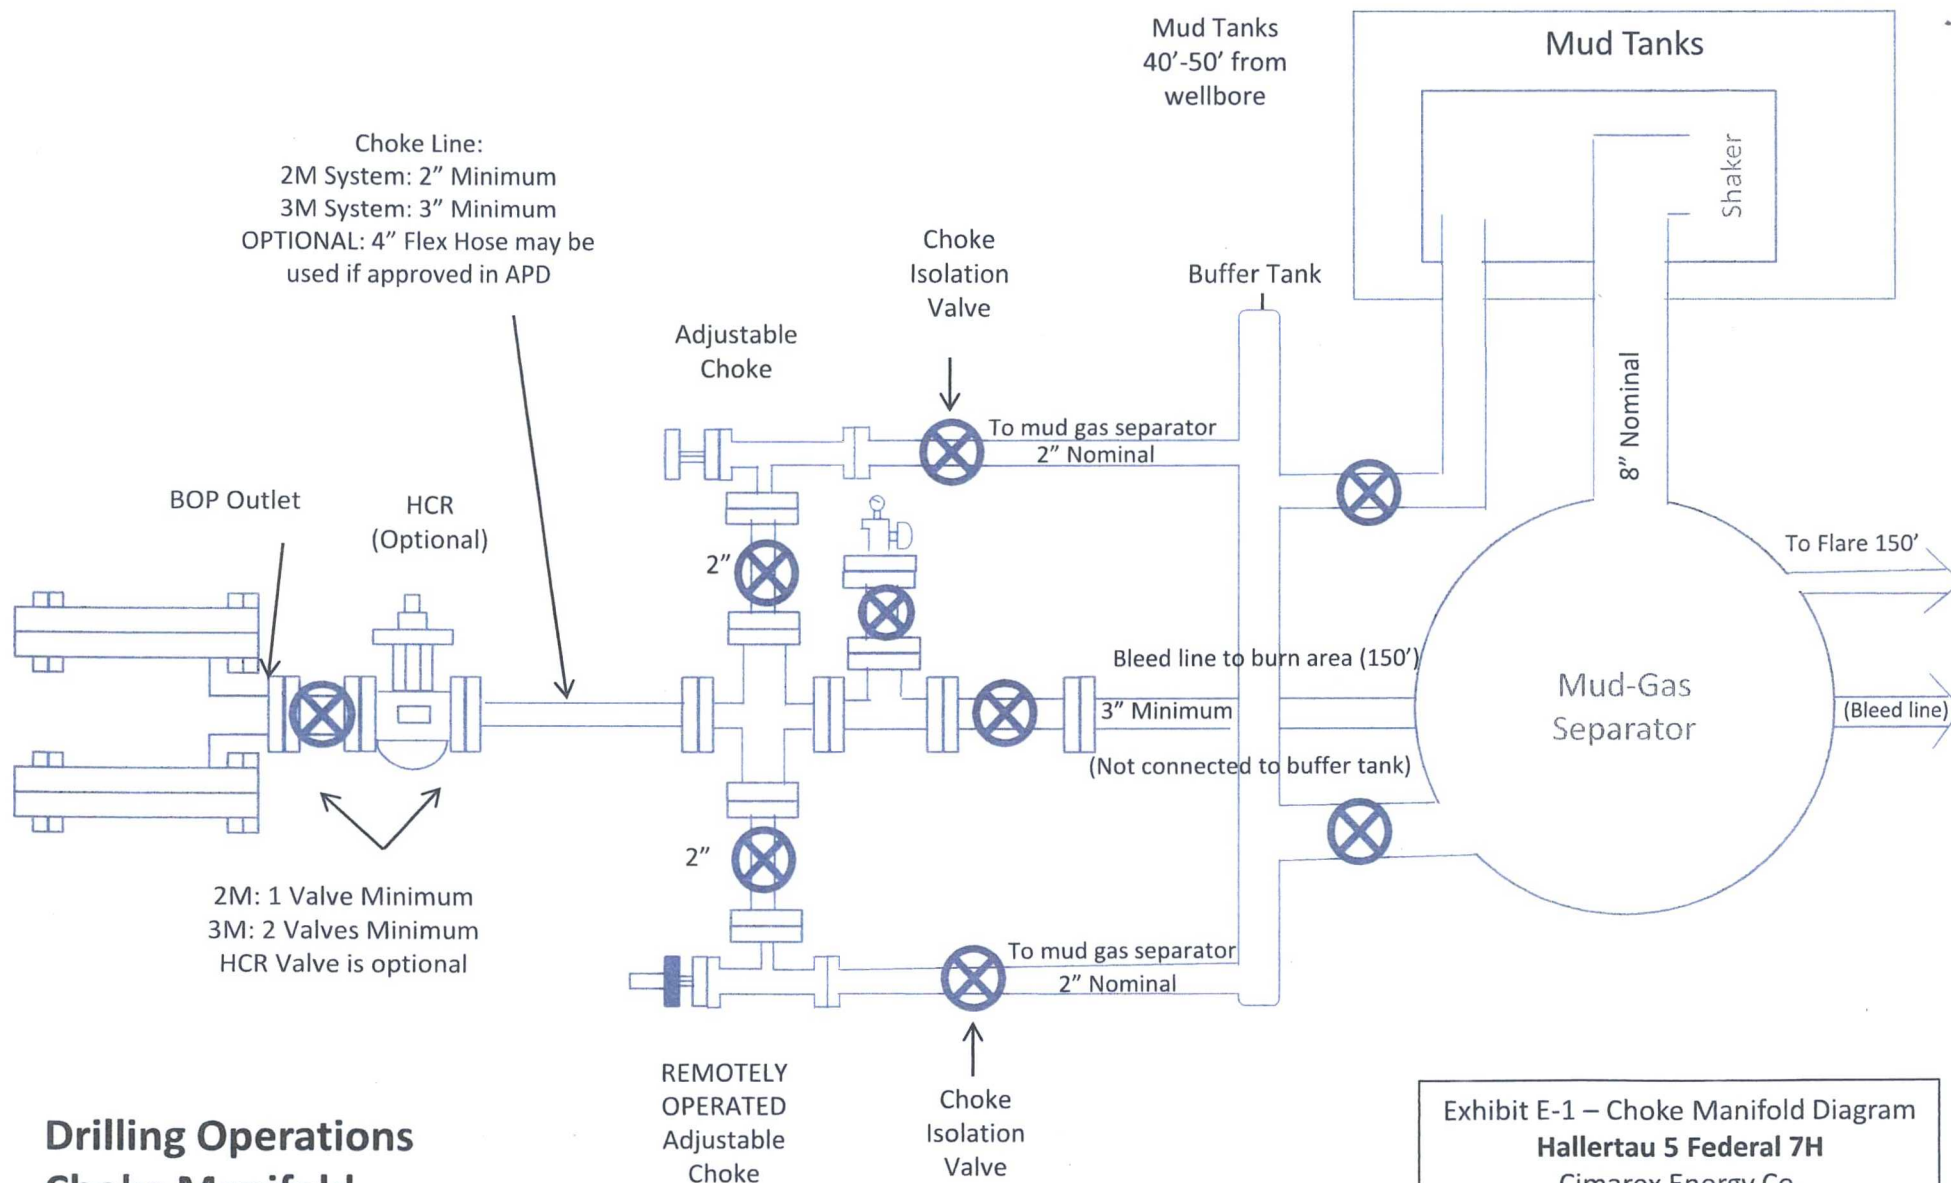 Mud Tanks
40’-50’ from
wellbore
Mud Tanks
Shaker
Choke Line:
2M System: 2” Minimum
3M System: 3” Minimum
OPTIONAL: 4” Flex Hose may be
used if approved in APD
Choke
Isolation
Valve
Buffer Tank
Adjustable
Choke
8” Nominal
To mud gas separator
2” Nominal
BOP Outlet
HCR
(Optional)
2”
To Flare 150’
Bleed line to burn area (150’)
3” Minimum
(Not connected to buffer tank)
Mud-Gas
Separator
(Bleed line)
2”
2M: 1 Valve Minimum
3M: 2 Valves Minimum
HCR Valve is optional
To mud gas separator
2” Nominal
REMOTELY
OPERATED
Adjustable
Choke
Choke
Isolation
Valve
Drilling Operations
Choke Manifold
Exhibit E-1 – Choke Manifold Diagram
Hallertau 5 Federal 7H
Cimarex Energy Co.